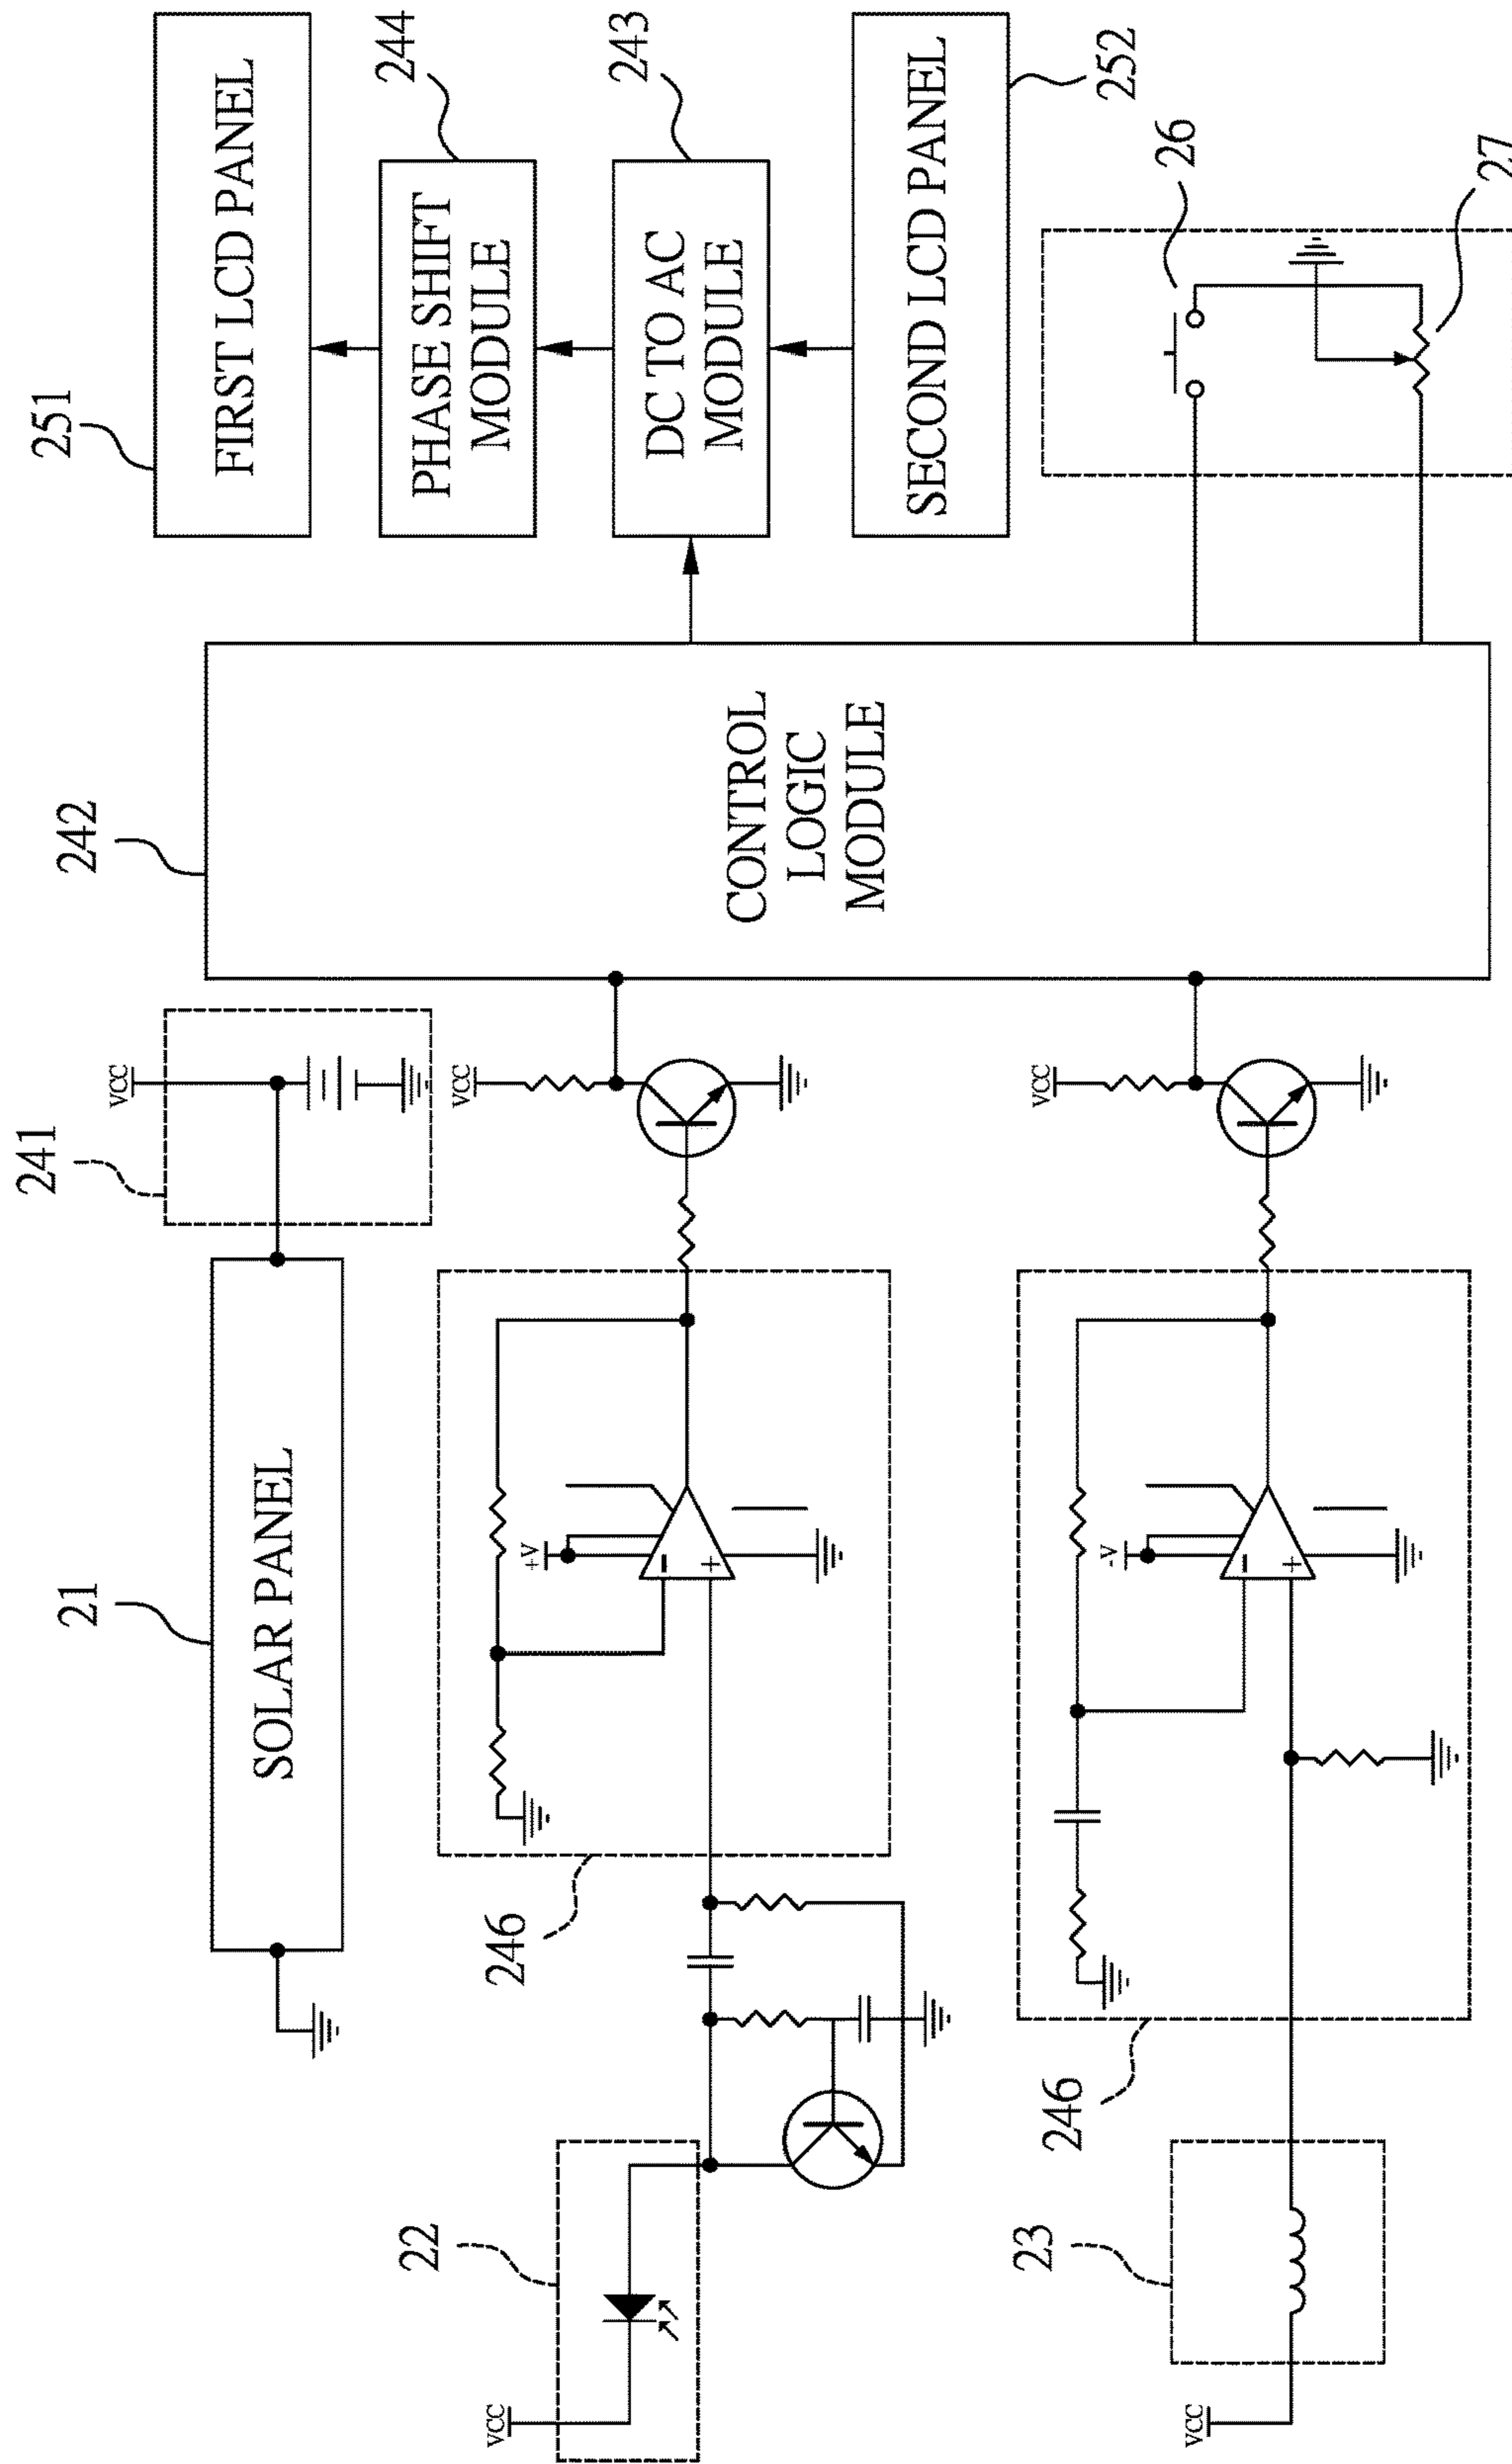 21
241
242
251
VCC
SOLAR PANEL
FIRST LCD PANEL
244
22
VCC
246
VCC
+V
PHASE SHIFT
MODULE
243
− 
+
DC TO AC
MODULE
CONTROL
LOGIC
MODULE
SECOND LCD PANEL
252
23
246
VCC
-V
26
VCC
−
+
27